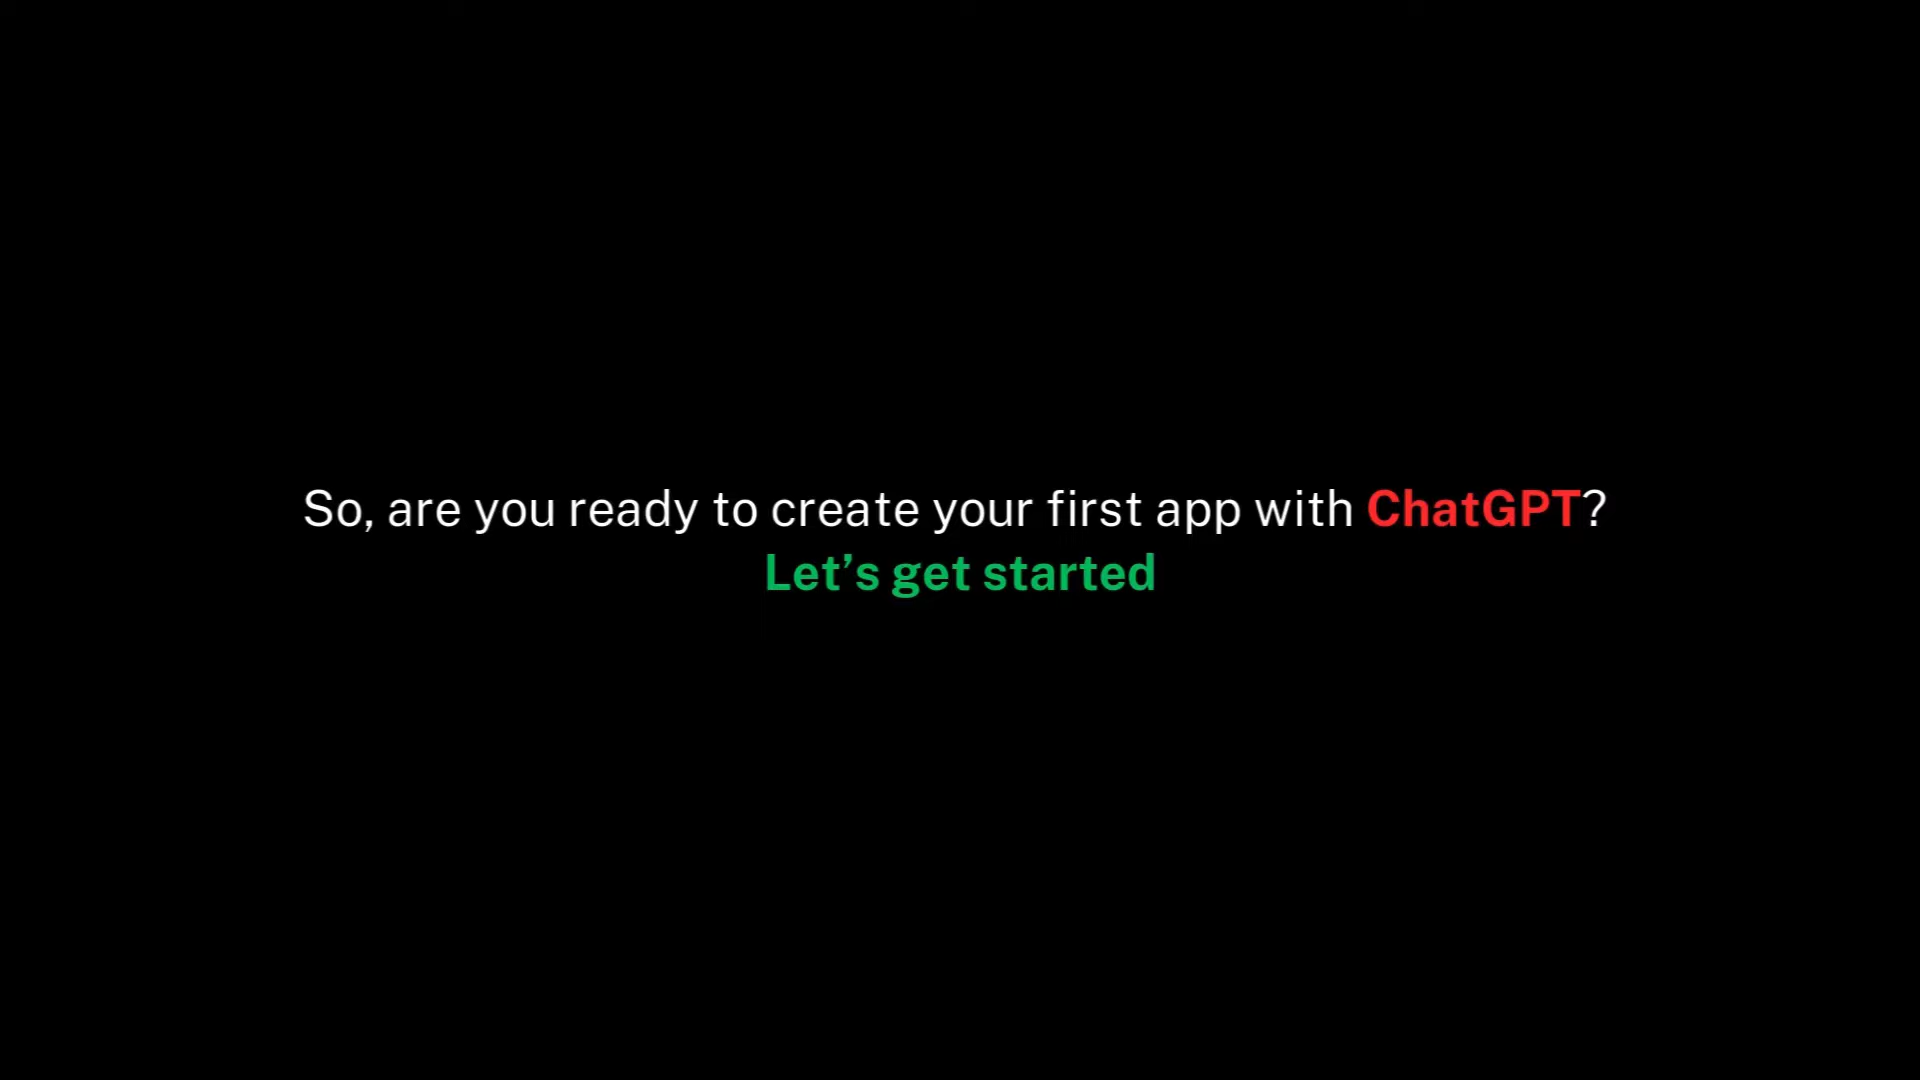 So, are you ready to create your first app with ChatGPT?
Let’s get started